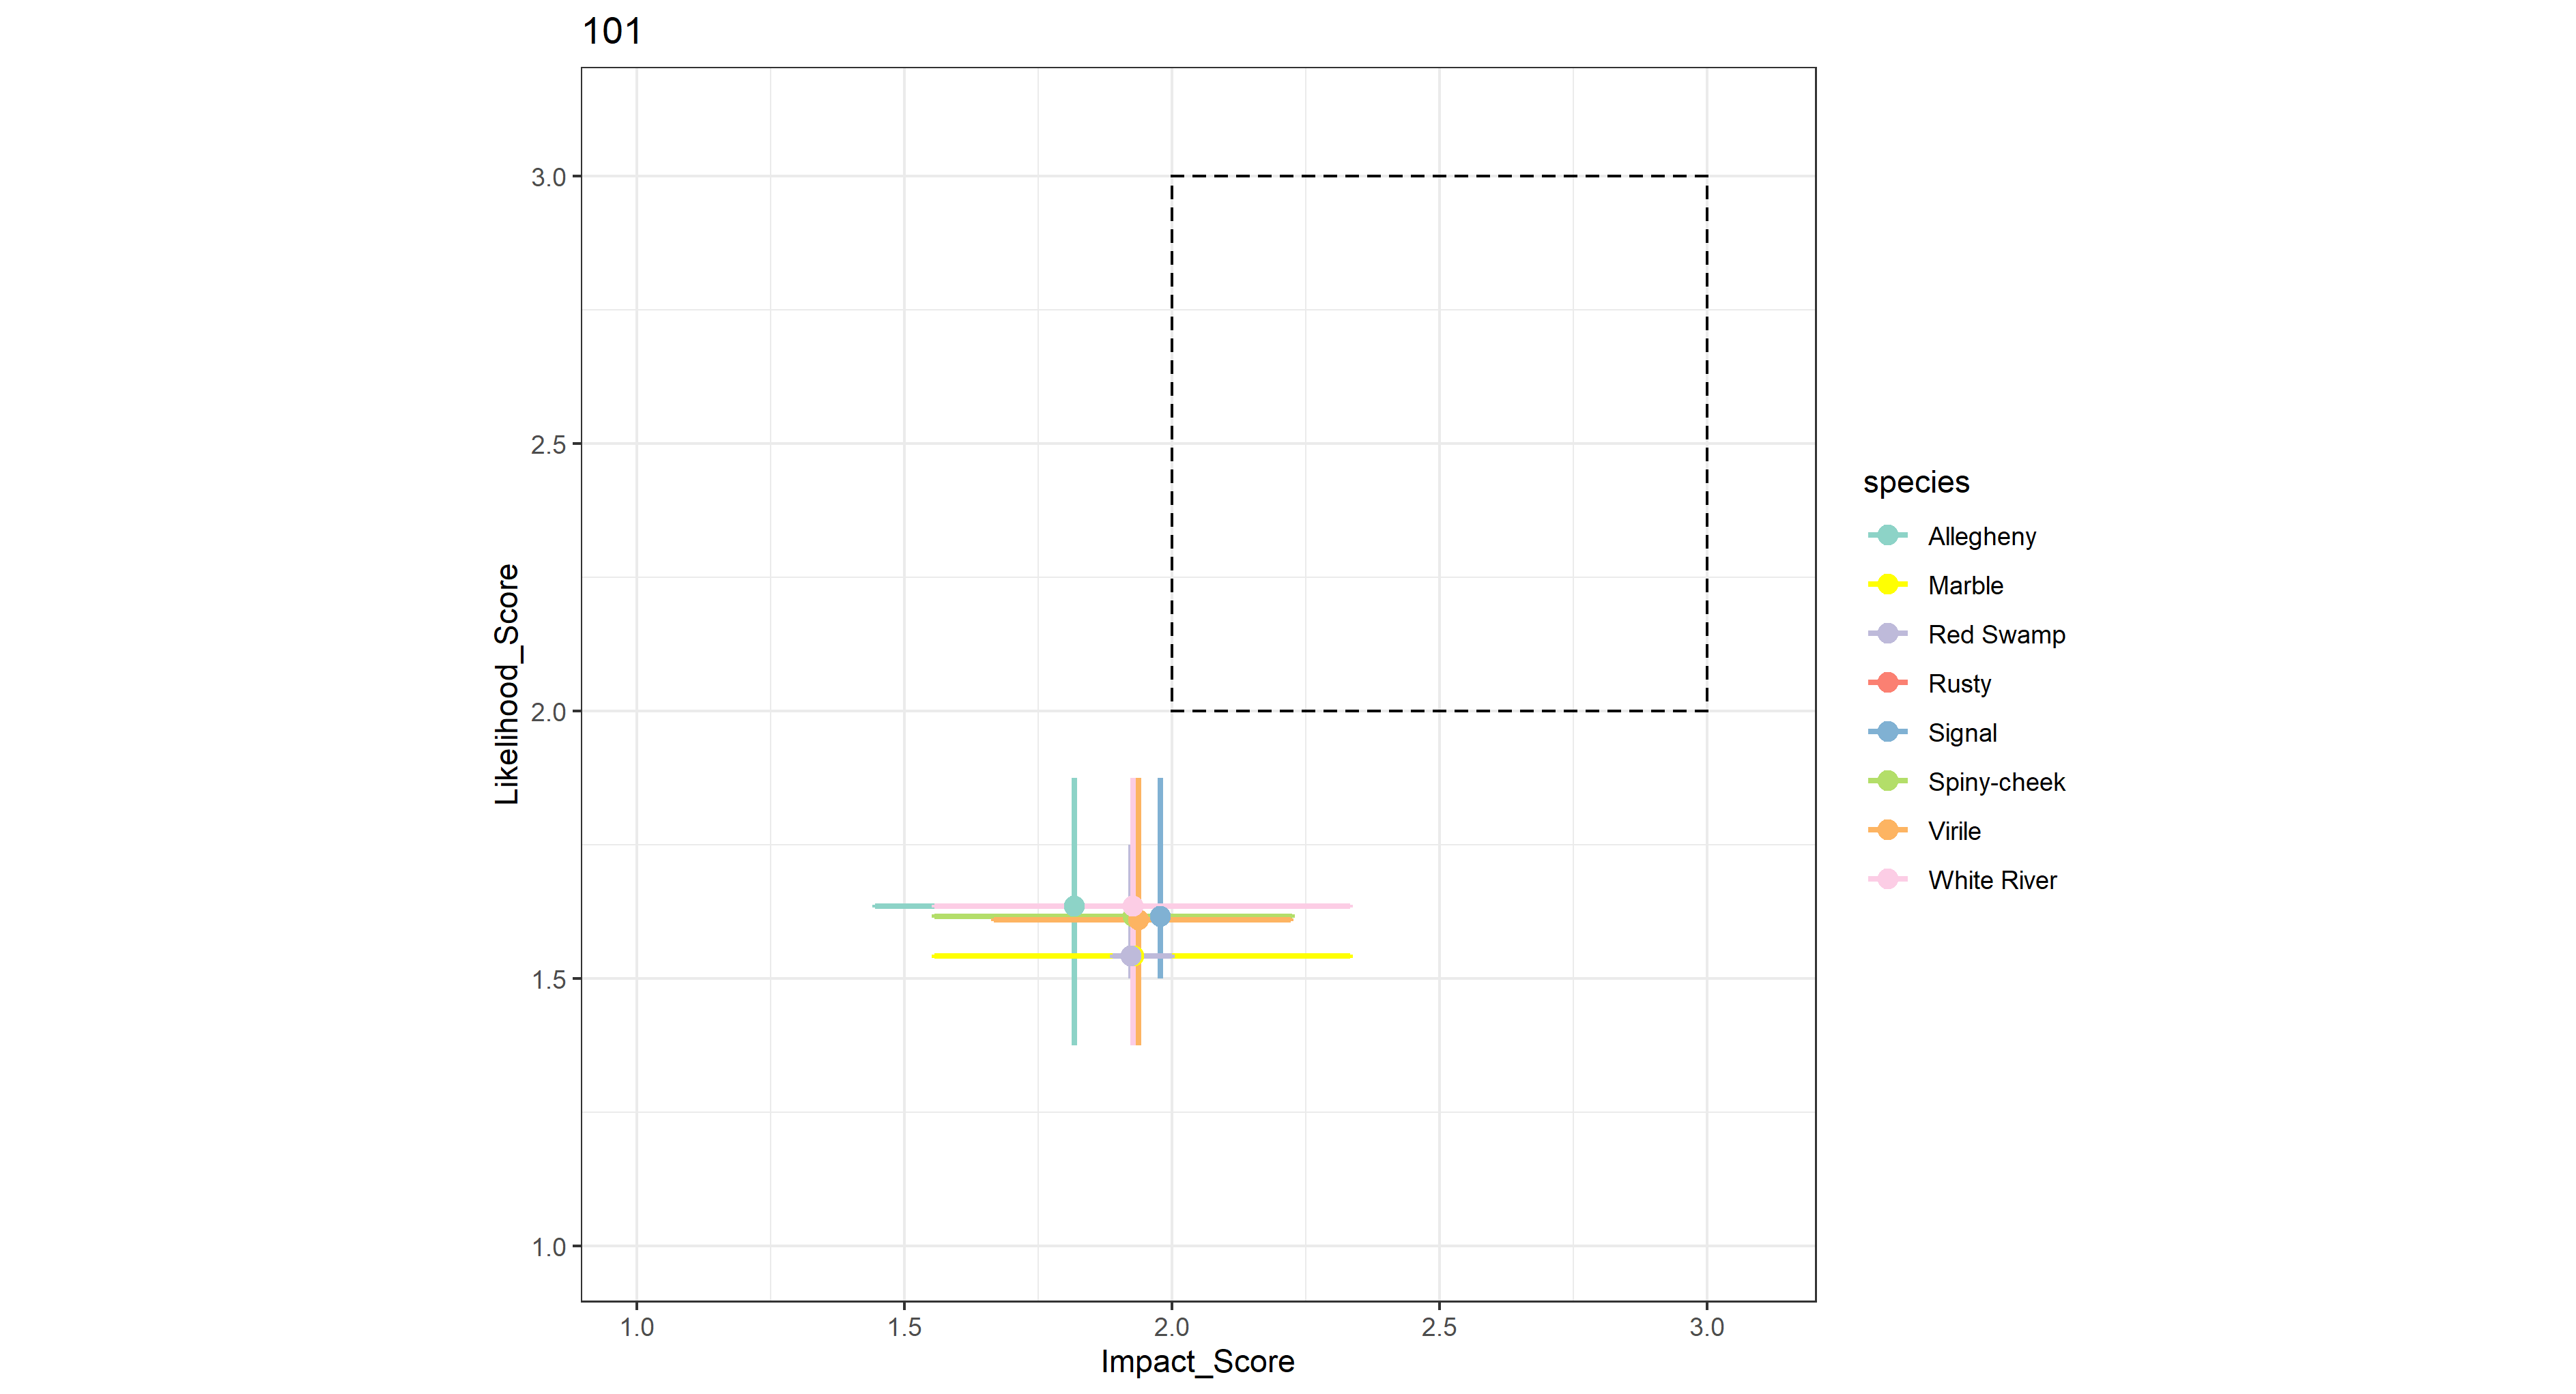 101
3.0
2.5
2.0
1.5
1.0
Likelihood_Score
1.0 1.5 2.0 2.5 3.0
Impact_Score
species
Allegheny
Marble
Red Swamp
Rusty
Signal
Spiny-cheek
Virile
White River